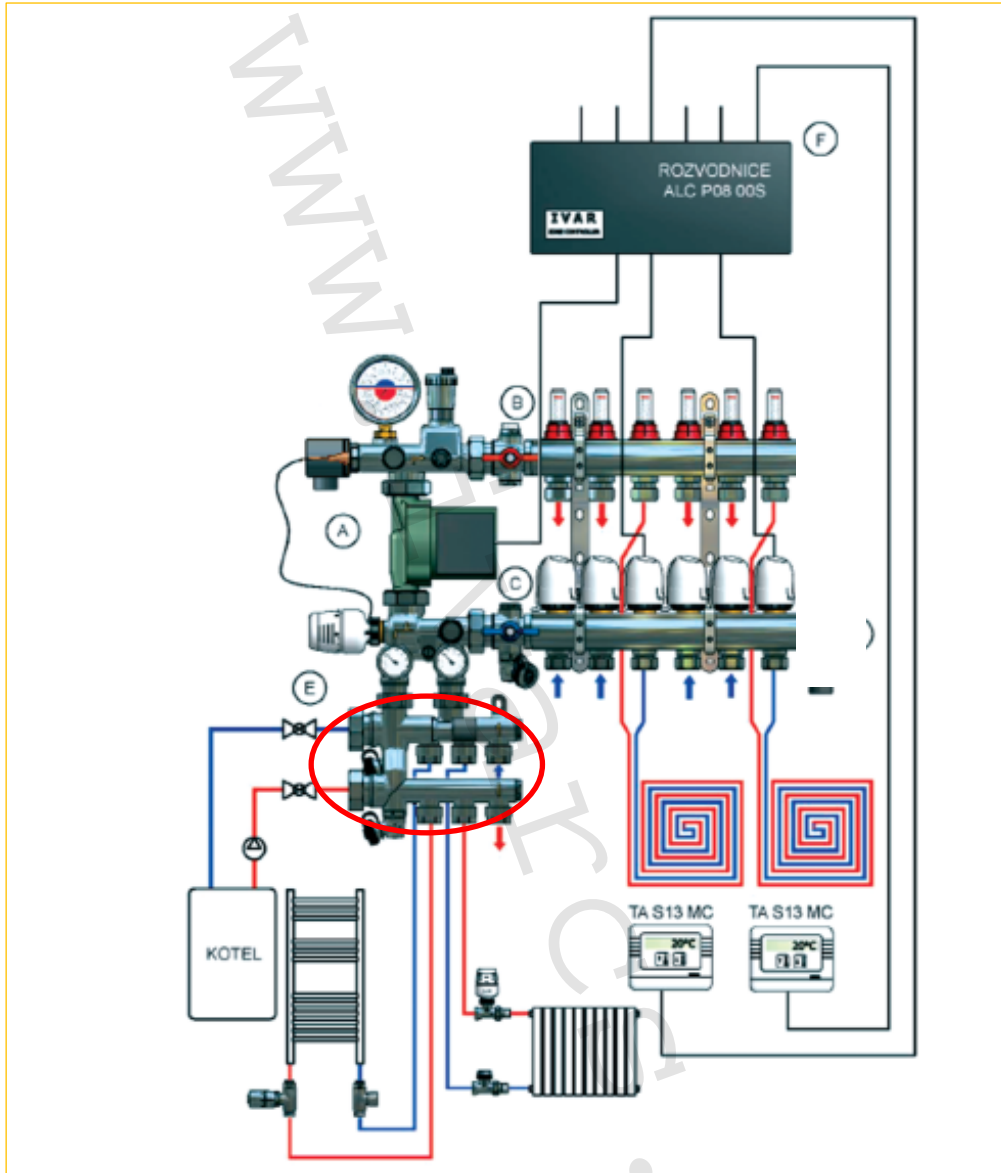 F
ROZVODNICE
ALC P08 00S
IVAR
B
A
C
E
KOTEL
TA S13 MC
TA S13 MC
20°C
20°C